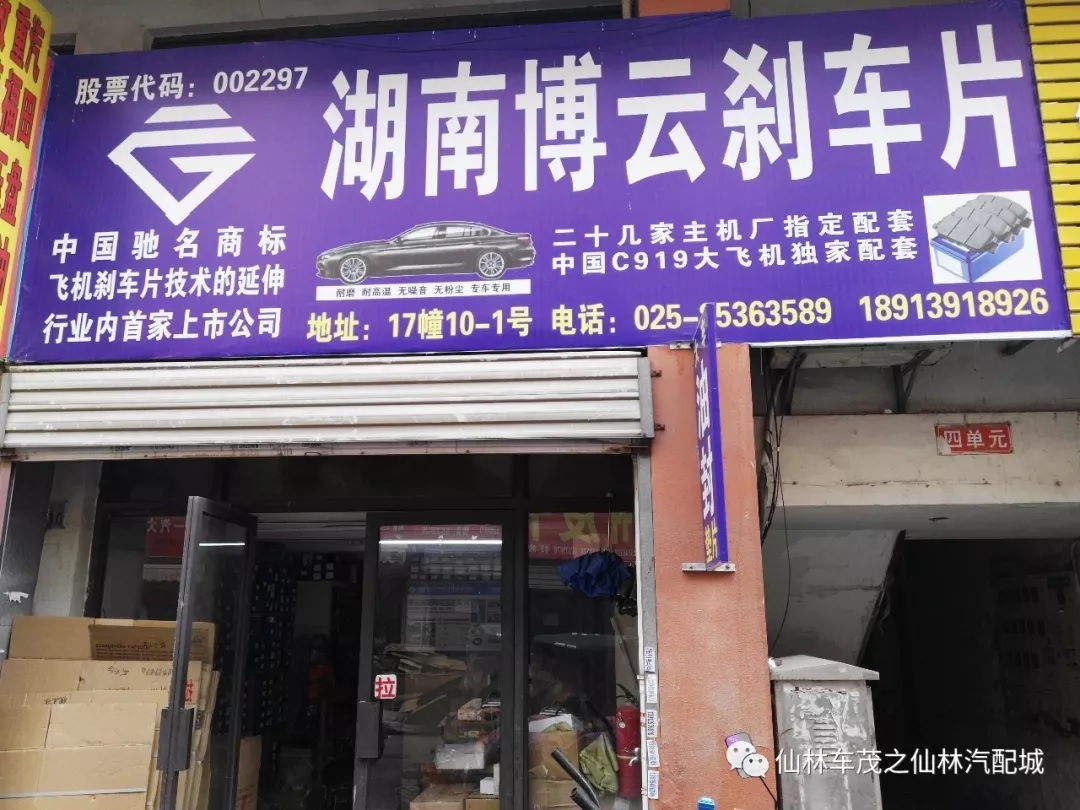 股票代码：002297
湖南博云刹车片
中国驰名商标
飞机刹车片技术的延伸
行业内首家上市公司
二十几家主机厂指定配套
中国C919大飞机独家配套
耐磨 耐高温 无噪音 无粉尘 专车专用
地址：17幢10-1号 电话：025- 5363589 18913918926
油封
垫片
四单元
拉
仙林车茂之仙林汽配城